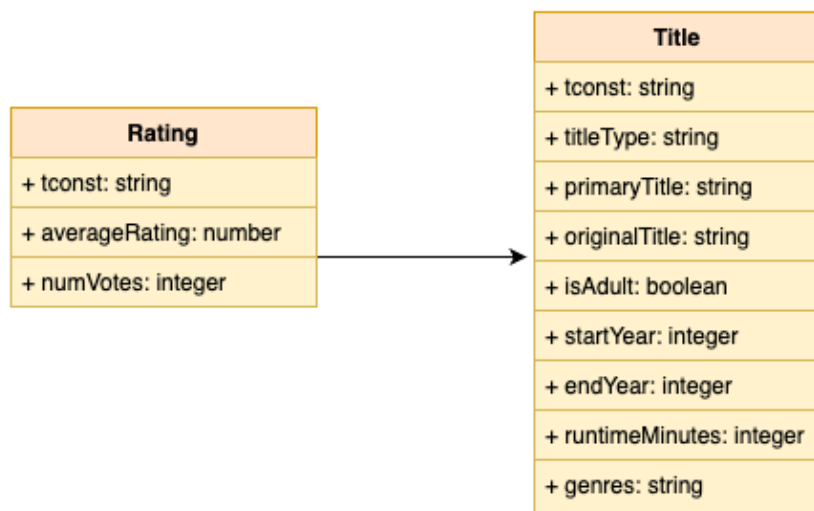 Rating
+ tconst: string
+ averageRating: number
+ numVotes: integer
Title
+ tconst: string
+ titleType: string
+ primaryTitle: string
+ originalTitle: string
+ isAdult: boolean
+ startYear: integer
+ endYear: integer
+ runtimeMinutes: integer
+ genres: string